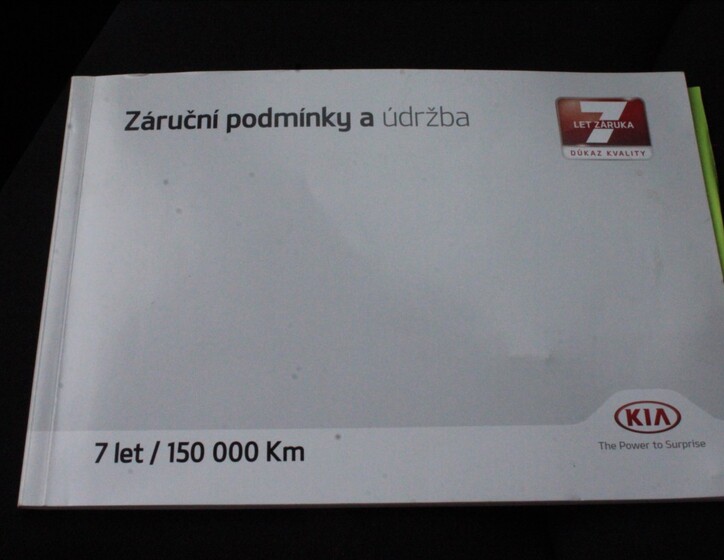 Záruční podmínky a údržba
7
LET ZÁRUKA
DŮKAZ KVALITY
7 let / 150 000 Km
KIA
The Power to Surprise